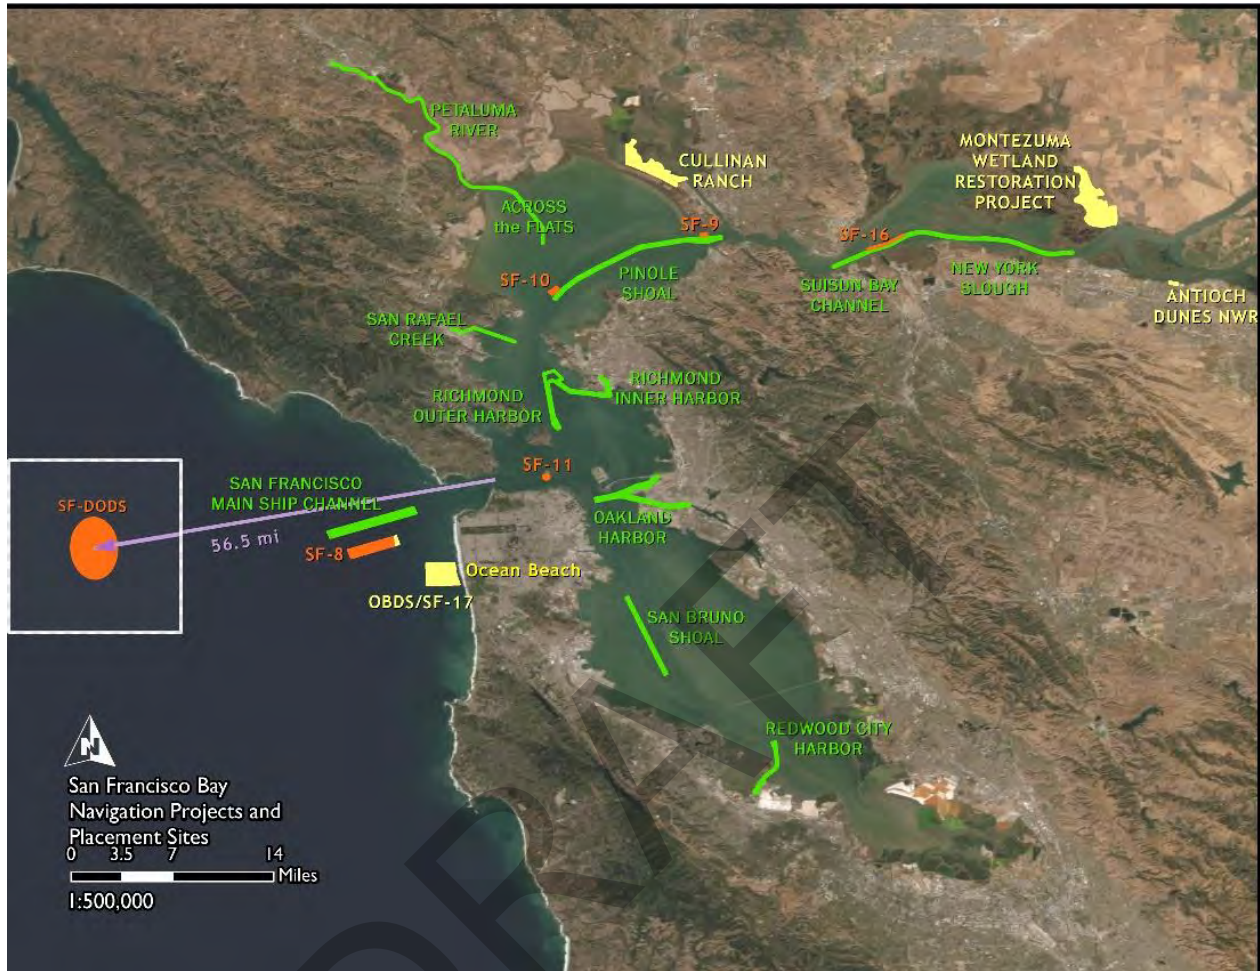 PETALUMA
RIVER
CULLINAN
RANCH
MONTEZUMA
WETLAND
RESTORATION
PROJECT
ACROSS
the FLATS
SF-9
SF-16
SF-10
PINOLE
SHOAL
SUISUN BAY
CHANNEL
NEW YORK
SLOUGH
ANTIOCH
DUNES NWR
SAN RAFAEL
CREEK
RICHMOND
OUTER HARBOR
RICHMOND
INNER HARBOR
SF-11
SAN FRANCISCO
MAIN SHIP CHANNEL
SF-DODS
56.5 mi
SF-8
OAKLAND
HARBOR
Ocean Beach
OBDS/SF-17
SAN BRUNO
SHOAL
REDWOOD CITY
HARBOR
N
San Francisco Bay
Navigation Projects and
Placement Sites
0 3.5 7 14
Miles
1:500,000
DRAFT